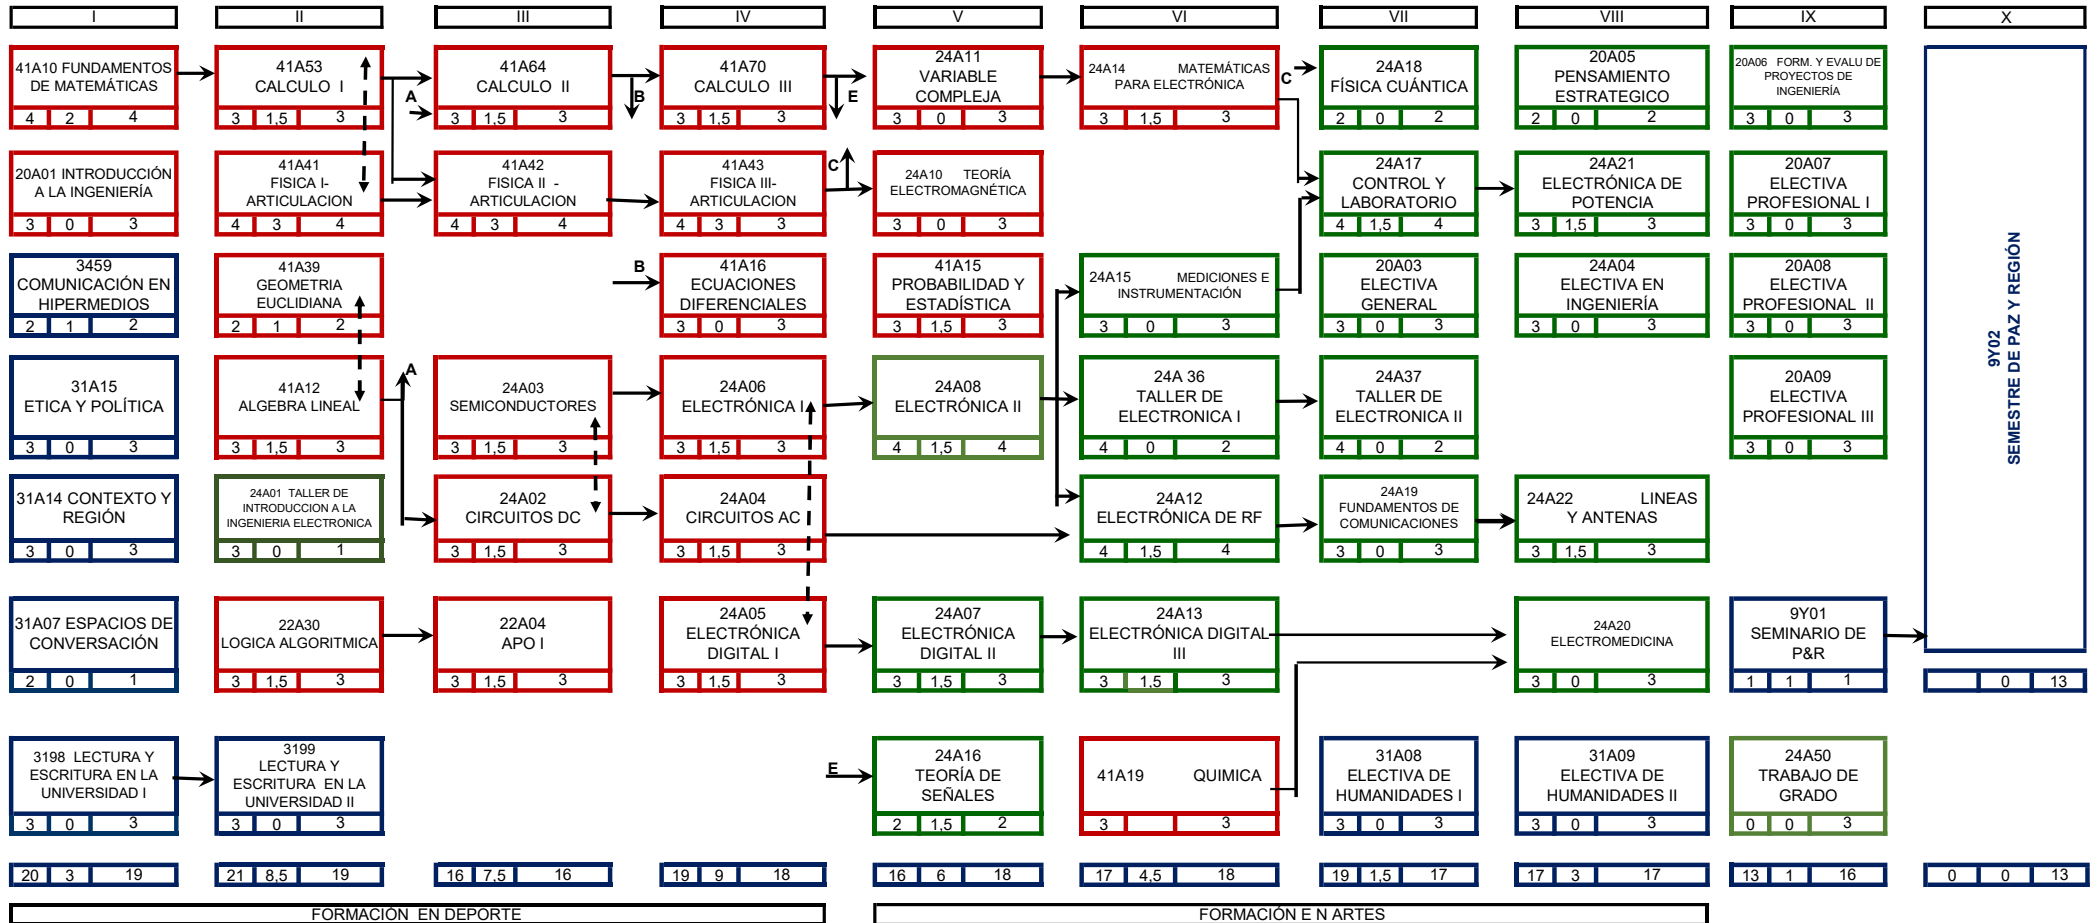 I
II
III
IV
V
VI
VII
VIII
IX
X
41A10 FUNDAMENTOS
DE MATEMÁTICAS
4 2 4
41A53
CALCULO I
3 1,5 3
A
41A64
CALCULO II
3 1,5 3
B
41A70
CALCULO III
3 1,5 3
E
24A11
VARIABLE
COMPLEJA
3 0 3
24A14 MATEMÁTICAS
PARA ELECTRÓNICA
3 1,5 3
C
24A18
FÍSICA CUÁNTICA
2 0 2
20A05
PENSAMIENTO
ESTRATEGICO
2 0 2
20A06 FORM. Y EVALU DE
PROYECTOS DE
INGENIERÍA
3 0 3
20A01 INTRODUCCIÓN
A LA INGENIERÍA
3 0 3
41A41
FISICA I-
ARTICULACION
4 3 4
41A42
FISICA II -
ARTICULACION
4 3 4
41A43
FISICA III-
ARTICULACION
4 3 3
C
24A10 TEORÍA
ELECTROMAGNÉTICA
3 0 3
24A17
CONTROL Y
LABORATORIO
4 1,5 4
24A21
ELECTRÓNICA DE
POTENCIA
3 1,5 3
20A07
ELECTIVA
PROFESIONAL I
3 0 3
3459
COMUNICACIÓN EN
HIPERMEDIOS
2 1 2
41A39
GEOMETRIA
EUCLIDIANA
2 1 2
B
41A16
ECUACIONES
DIFERENCIALES
3 0 3
41A15
PROBABILIDAD Y
ESTADÍSTICA
3 1,5 3
24A15 MEDICIONES E
INSTRUMENTACIÓN
3 0 3
20A03
ELECTIVA
GENERAL
3 0 3
24A04
ELECTIVA EN
INGENIERÍA
3 0 3
20A08
ELECTIVA
PROFESIONAL II
3 0 3
9Y02
SEMESTRE DE PAZ Y REGIÓN
31A15
ETICA Y POLÍTICA
3 0 3
41A12
ALGEBRA LINEAL
3 1,5 3
A
24A03
SEMICONDUCTORES
3 1,5 3
24A06
ELECTRÓNICA I
3 1,5 3
24A08
ELECTRÓNICA II
4 1,5 4
24A 36
TALLER DE
ELECTRONICA I
4 0 2
24A37
TALLER DE
ELECTRONICA II
4 0 2
20A09
ELECTIVA
PROFESIONAL III
3 0 3
31A14 CONTEXTO Y
REGIÓN
3 0 3
24A01 TALLER DE
INTRODUCCION A LA
INGENIERIA ELECTRONICA
3 0 1
24A02
CIRCUITOS DC
3 1,5 3
24A04
CIRCUITOS AC
3 1,5 3
24A12
ELECTRÓNICA DE RF
4 1,5 4
24A19
FUNDAMENTOS DE
COMUNICACIONES
3 0 3
24A22 LINEAS
Y ANTENAS
3 1,5 3
31A07 ESPACIOS DE
CONVERSACIÓN
2 0 1
22A30
LOGICA ALGORITMICA
3 1,5 3
22A04
APO I
3 1,5 3
24A05
ELECTRÓNICA
DIGITAL I
3 1,5 3
24A07
ELECTRÓNICA
DIGITAL II
3 1,5 3
24A13
ELECTRÓNICA DIGITAL
III
3 1,5 3
24A20
ELECTROMEDICINA
3 0 3
9Y01
SEMINARIO DE
P&R
1 1 1
0 13
3198 LECTURA Y
ESCRITURA EN LA
UNIVERSIDAD I
3 0 3
3199
LECTURA Y
ESCRITURA EN LA
UNIVERSIDAD II
3 0 3
E
24A16
TEORÍA DE
SEÑALES
2 1,5 2
41A19 QUIMICA
3 3
31A08
ELECTIVA DE
HUMANIDADES I
3 0 3
31A09
ELECTIVA DE
HUMANIDADES II
3 0 3
24A50
TRABAJO DE
GRADO
0 0 3
20 3 19
21 8,5 19
16 7,5 16
19 9 18
16 6 18
17 4,5 18
19 1,5 17
17 3 17
13 1 16
0 0 13
FORMACIÓN EN DEPORTE
FORMACIÓN E N ARTES